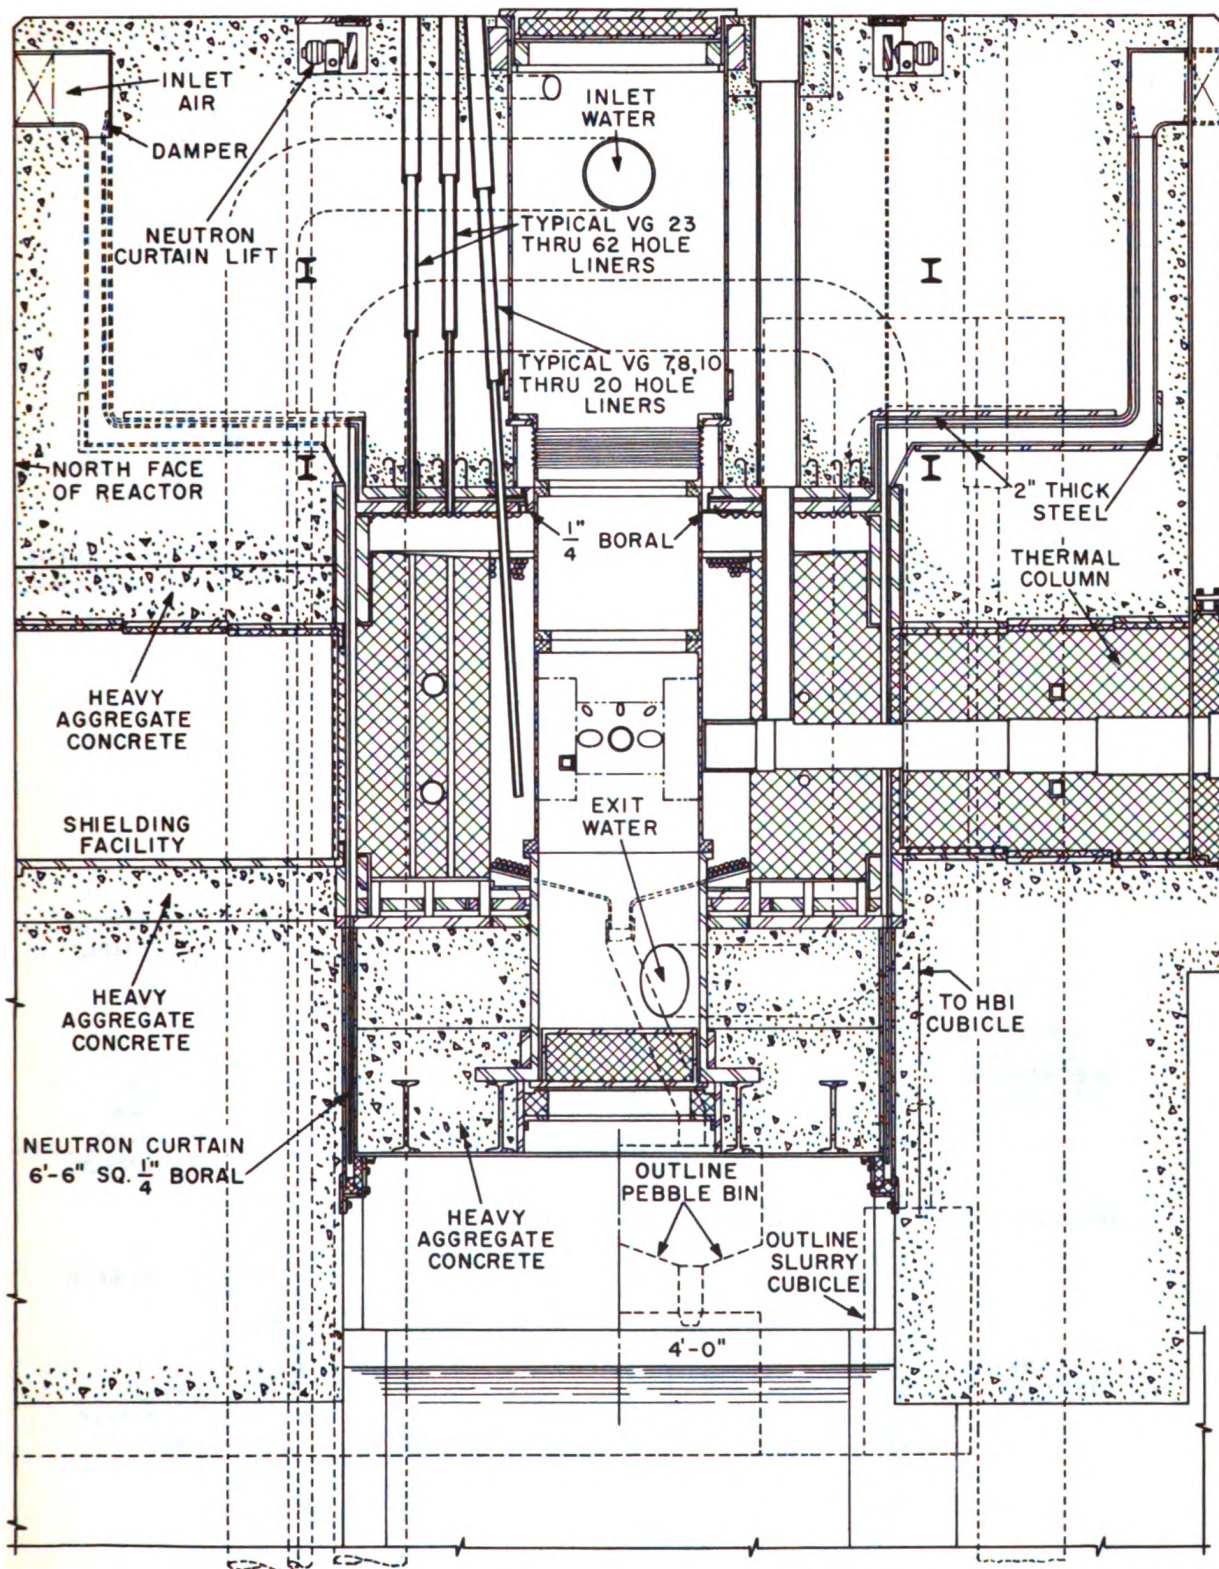 INLET
AIR
DAMPER
NEUTRON
CURTAIN LIFT
INLET
WATER
TYPICAL VG 23
THRU 62 HOLE
LINERS
TYPICAL VG 7,8,10
THRU 20 HOLE
LINERS
NORTH FACE
OF REACTOR
1/4" BORAL
2" THICK
STEEL
THERMAL
COLUMN
HEAVY
AGGREGATE
CONCRETE
SHIELDING
FACILITY
EXIT
WATER
HEAVY
AGGREGATE
CONCRETE
TO HB1
CUBICLE
NEUTRON CURTAIN
6'-6" SQ. 1/4" BORAL
OUTLINE
PEBBLE BIN
HEAVY
AGGREGATE
CONCRETE
OUTLINE
SLURRY
CUBICLE
4'-0"